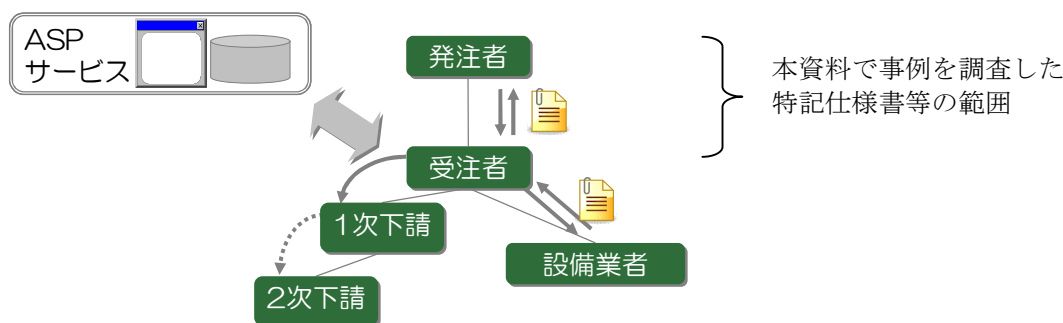 ASP
サービス
発注者
本資料で事例を調査した
特記仕様書等の範囲
受注者
1次下請
設備業者
2次下請